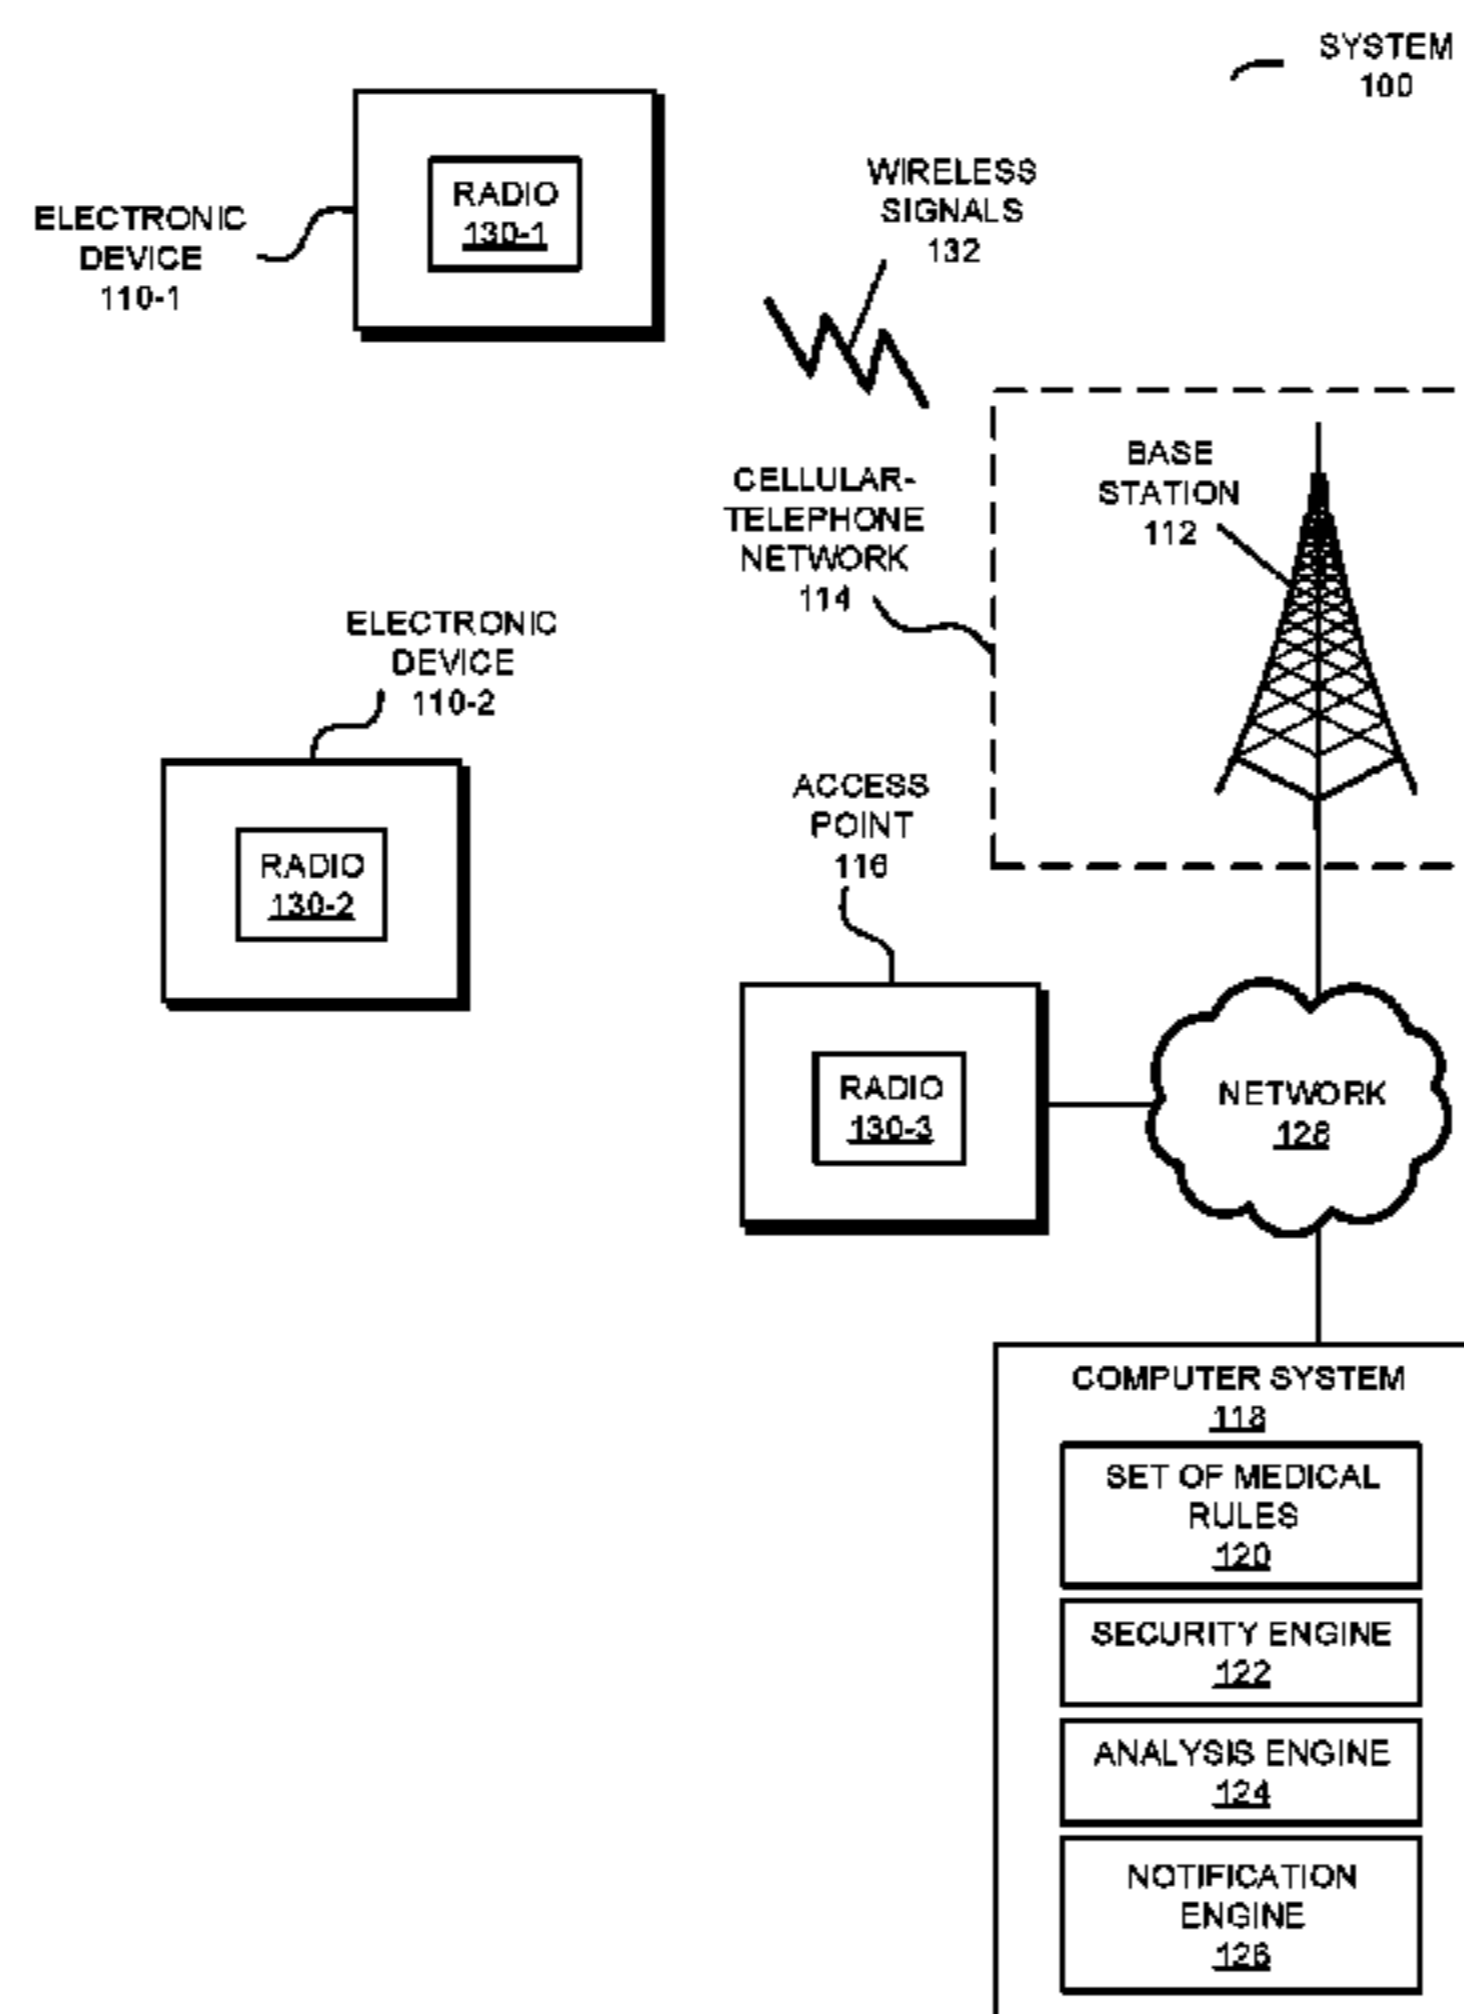 SYSTEM
100
WIRELESS
SIGNALS
132
RADIO
130-1
ELECTRONIC
DEVICE
110-1
BASE
STATION
112
CELLULAR-
TELEPHONE
NETWORK
114
ELECTRONIC
DEVICE
110-2
ACCESS
POINT
116
RADIO
130-2
RADIO
130-3
NETWORK
128
COMPUTER SYSTEM
118
SET OF MEDICAL
RULES
120
SECURITY ENGINE
122
ANALYSIS ENGINE
124
NOTIFICATION
ENGINE
126